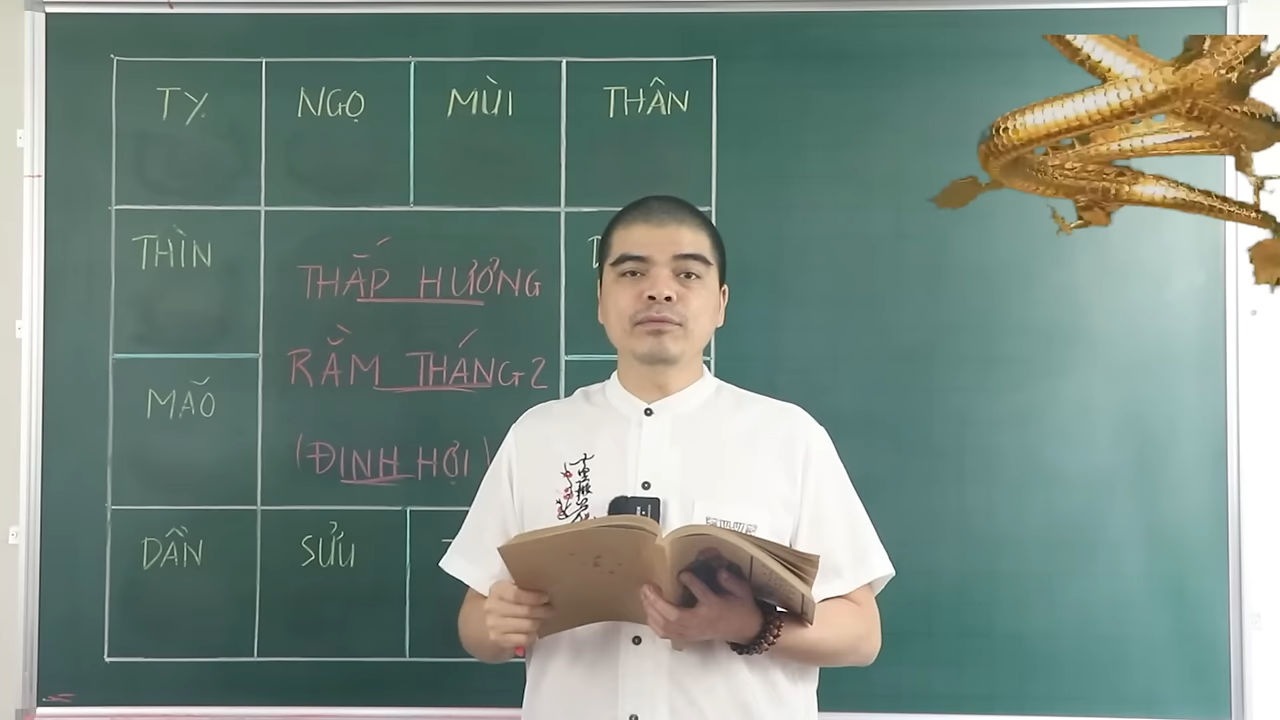 TỴ NGỌ MÙI THÂN
THÌN
THẮP HƯƠNG
RẰM THÁNG 2
MÃO
(ĐINH HỢI)
DẦN SỬU